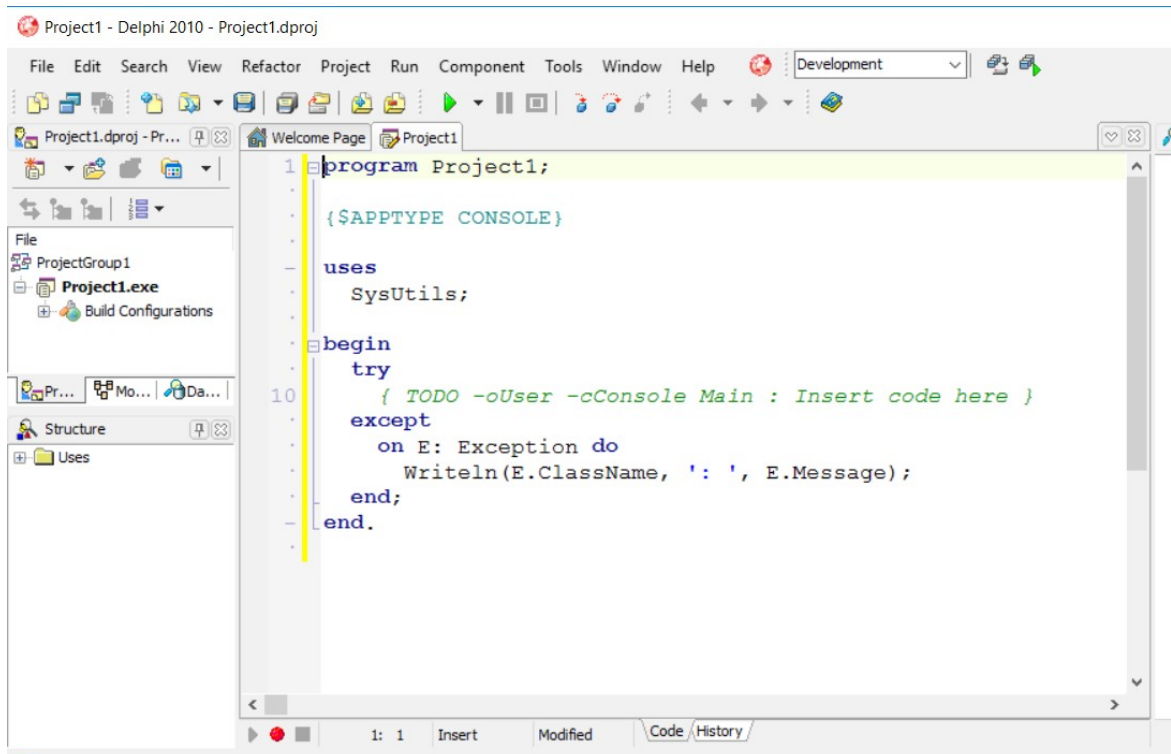 Project1 - Delphi 2010 - Project1.dproj
File Edit Search View Refactor Project Run Component Tools Window Help Development
Project1.dproj - Pr...
Welcome Page Project1
File
ProjectGroup1
Project1.exe
Build Configurations
Pr... Mo... Da...
Structure
Uses
1 program Project1;
{$APPTYPE CONSOLE}
uses
SysUtils;
begin
try
10 { TODO -oUser -cConsole Main : Insert code here }
except
on E: Exception do
Writeln(E.ClassName, ': ', E.Message);
end;
end.
1: 1 Insert Modified Code History